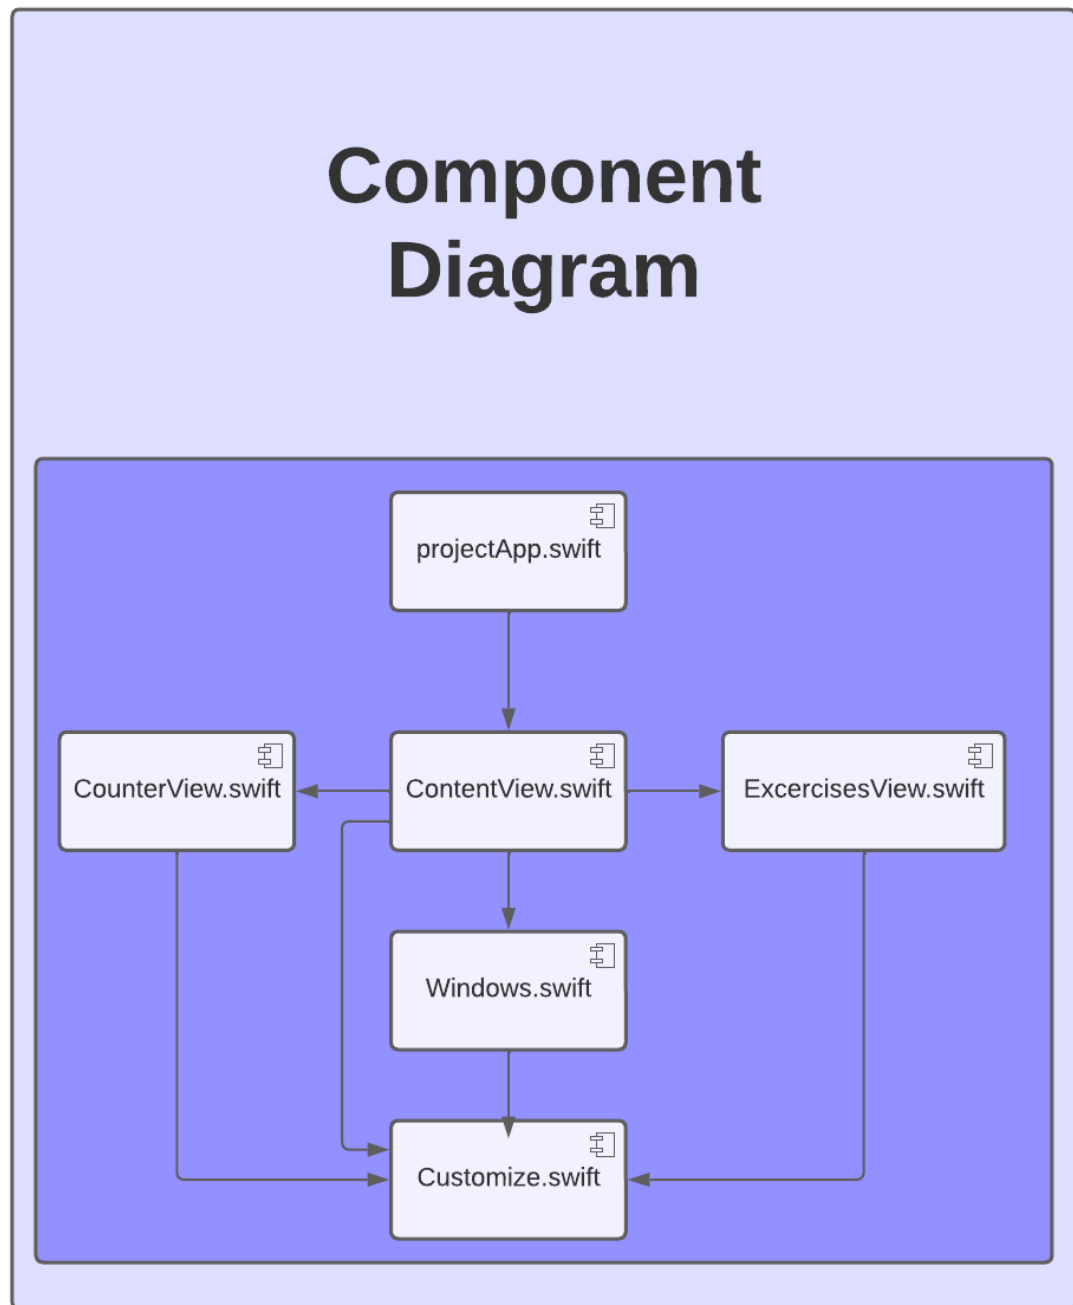 Component
Diagram
projectApp.swift
CounterView.swift
ContentView.swift
ExcercisesView.swift
Windows.swift
Customize.swift